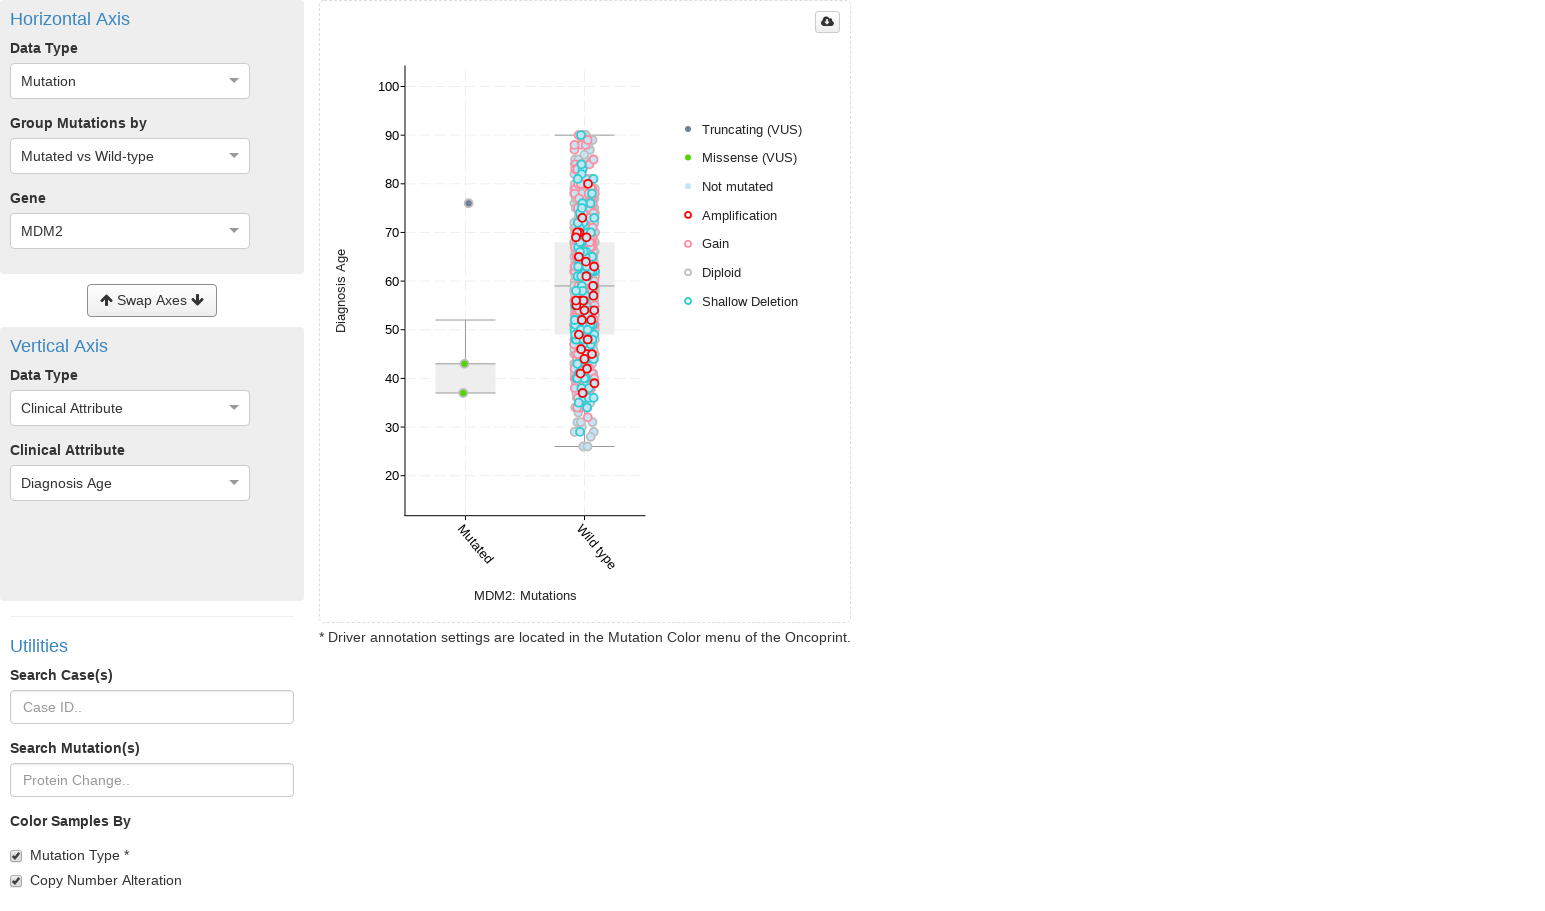 Horizontal Axis
Data Type
Mutation
Group Mutations by
Mutated vs Wild-type
Gene
MDM2
Swap Axes
Vertical Axis
Data Type
Clinical Attribute
Clinical Attribute
Diagnosis Age
Utilities
Search Case(s)
Case ID..
Search Mutation(s)
Protein Change..
Color Samples By
Mutation Type *
Copy Number Alteration
Diagnosis Age
100
90
80
70
60
50
40
30
20
Mutated
Wild type
MDM2: Mutations
Truncating (VUS)
Missense (VUS)
Not mutated
Amplification
Gain
Diploid
Shallow Deletion
* Driver annotation settings are located in the Mutation Color menu of the Oncoprint.